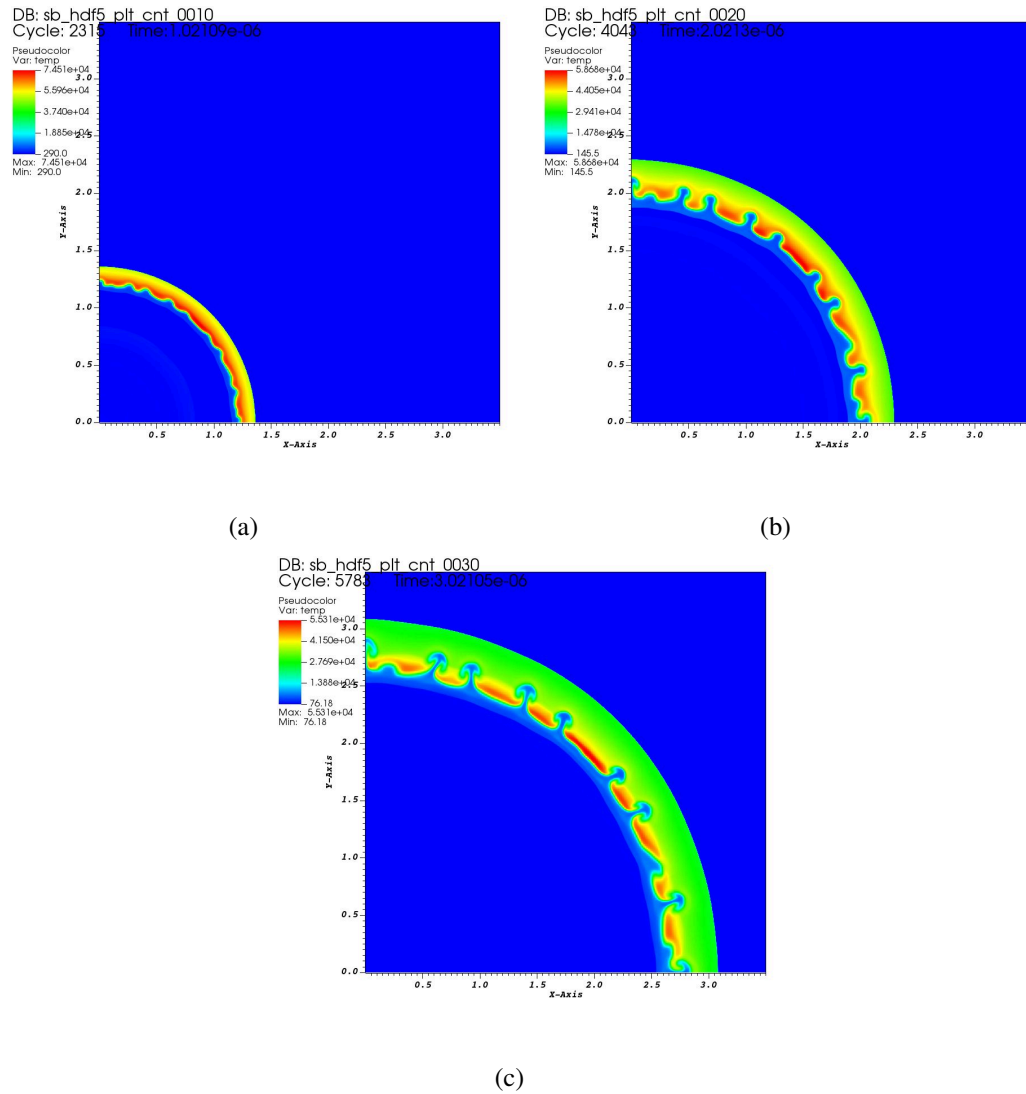 DB: sb_hdf5_plt_cnt_0010
Cycle: 2315 Time:1.02109e-06
Pseudocolor
Var: temp
7.451e+04
5.596e+04
3.740e+04
1.885e+04
290.0
Max: 7.451e+04
Min: 290.0
3.0
2.5
2.0
1.5
1.0
0.5
0.0
Y-Axis
0.5 1.0 1.5 2.0 2.5 3.0
X-Axis
(a)
DB: sb_hdf5_plt_cnt_0020
Cycle: 4043 Time:2.0213e-06
Pseudocolor
Var: temp
5.868e+04
4.405e+04
2.941e+04
1.478e+04
145.5
Max: 5.868e+04
Min: 145.5
3.0
2.5
2.0
1.5
1.0
0.5
0.0
Y-Axis
0.5 1.0 1.5 2.0 2.5 3.0
X-Axis
(b)
DB: sb_hdf5_plt_cnt_0030
Cycle: 5783 Time:3.02105e-06
Pseudocolor
Var: temp
5.531e+04
4.150e+04
2.769e+04
1.388e+04
76.18
Max: 5.531e+04
Min: 76.18
3.0
2.5
2.0
1.5
1.0
0.5
0.0
Y-Axis
0.5 1.0 1.5 2.0 2.5 3.0
X-Axis
(c)